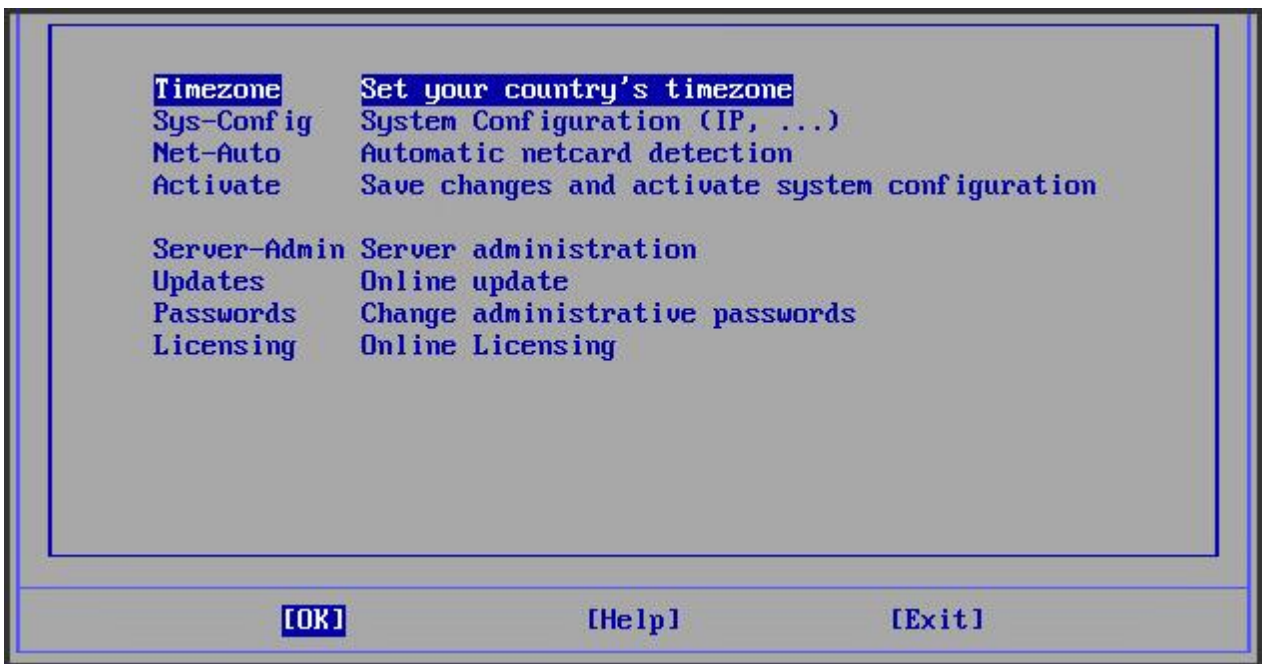 Timezone Set your country's timezone
Sys-Config System Configuration (IP, ...)
Net-Auto Automatic netcard detection
Activate Save changes and activate system configuration
Server-Admin Server administration
Updates Online update
Passwords Change administrative passwords
Licensing Online Licensing
[OK] [Help] [Exit]